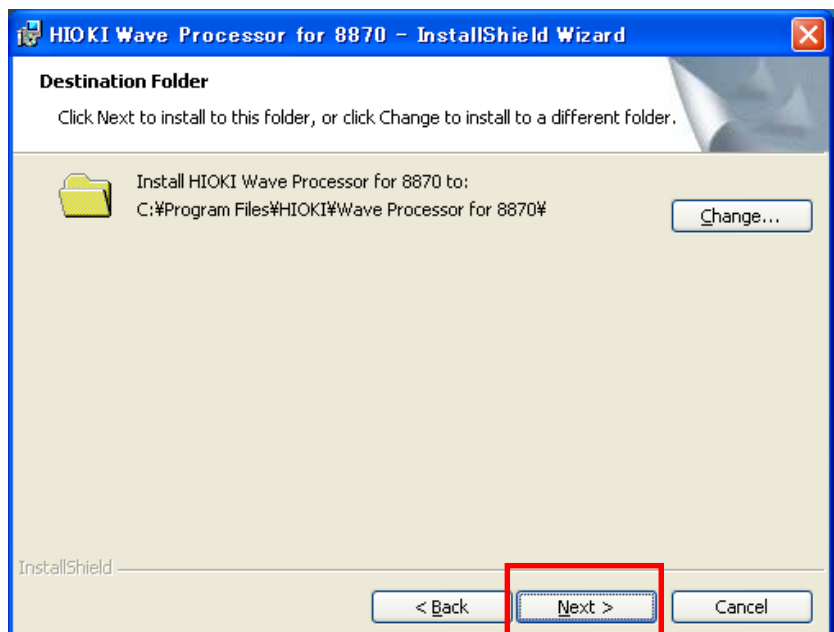 HIOKI Wave Processor for 8870 - InstallShield Wizard
Destination Folder
Click Next to install to this folder, or click Change to install to a different folder.
Install HIOKI Wave Processor for 8870 to:
C:¥Program Files¥HIOKI¥Wave Processor for 8870¥
Change...
InstallShield
< Back
Next >
Cancel